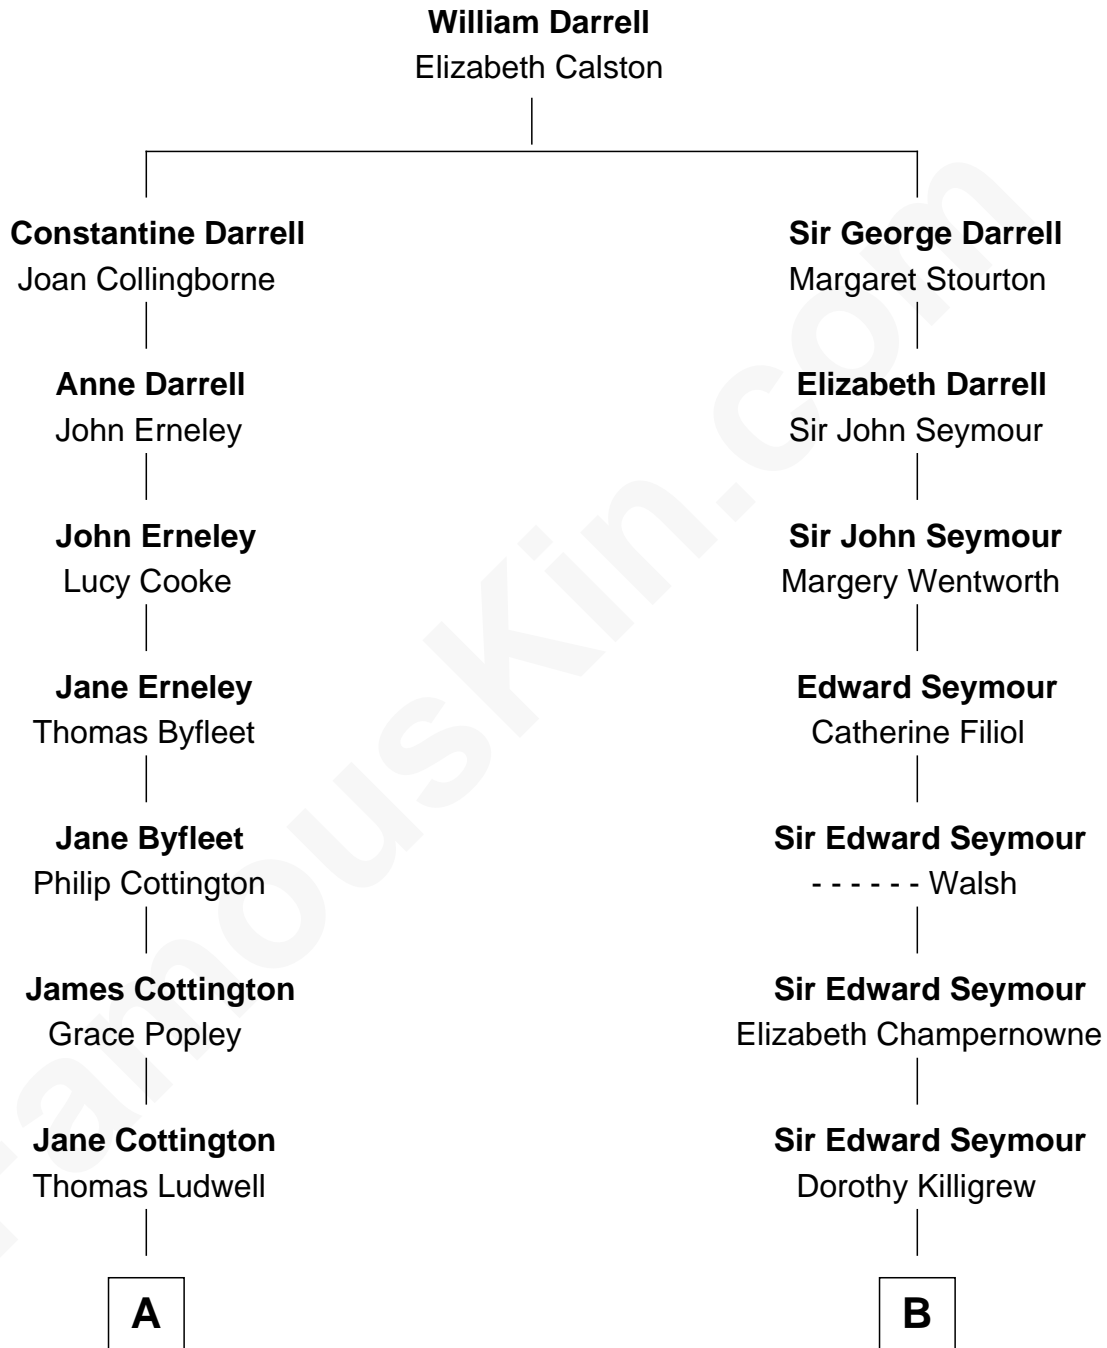 William Darrell
Elizabeth Calston
Constantine Darrell
Joan Collingborne
Anne Darrell
John Erneley
John Erneley
Lucy Cooke
Jane Erneley
Thomas Byfleet
Jane Byfleet
Philip Cottington
James Cottington
Grace Popley
Jane Cottington
Thomas Ludwell
A
Sir George Darrell
Margaret Stourton
Elizabeth Darrell
Sir John Seymour
Sir John Seymour
Margery Wentworth
Edward Seymour
Catherine Filiol
Sir Edward Seymour
- - - - - - Walsh
Sir Edward Seymour
Elizabeth Champernowne
Sir Edward Seymour
Dorothy Killigrew
B
FamousKin.com